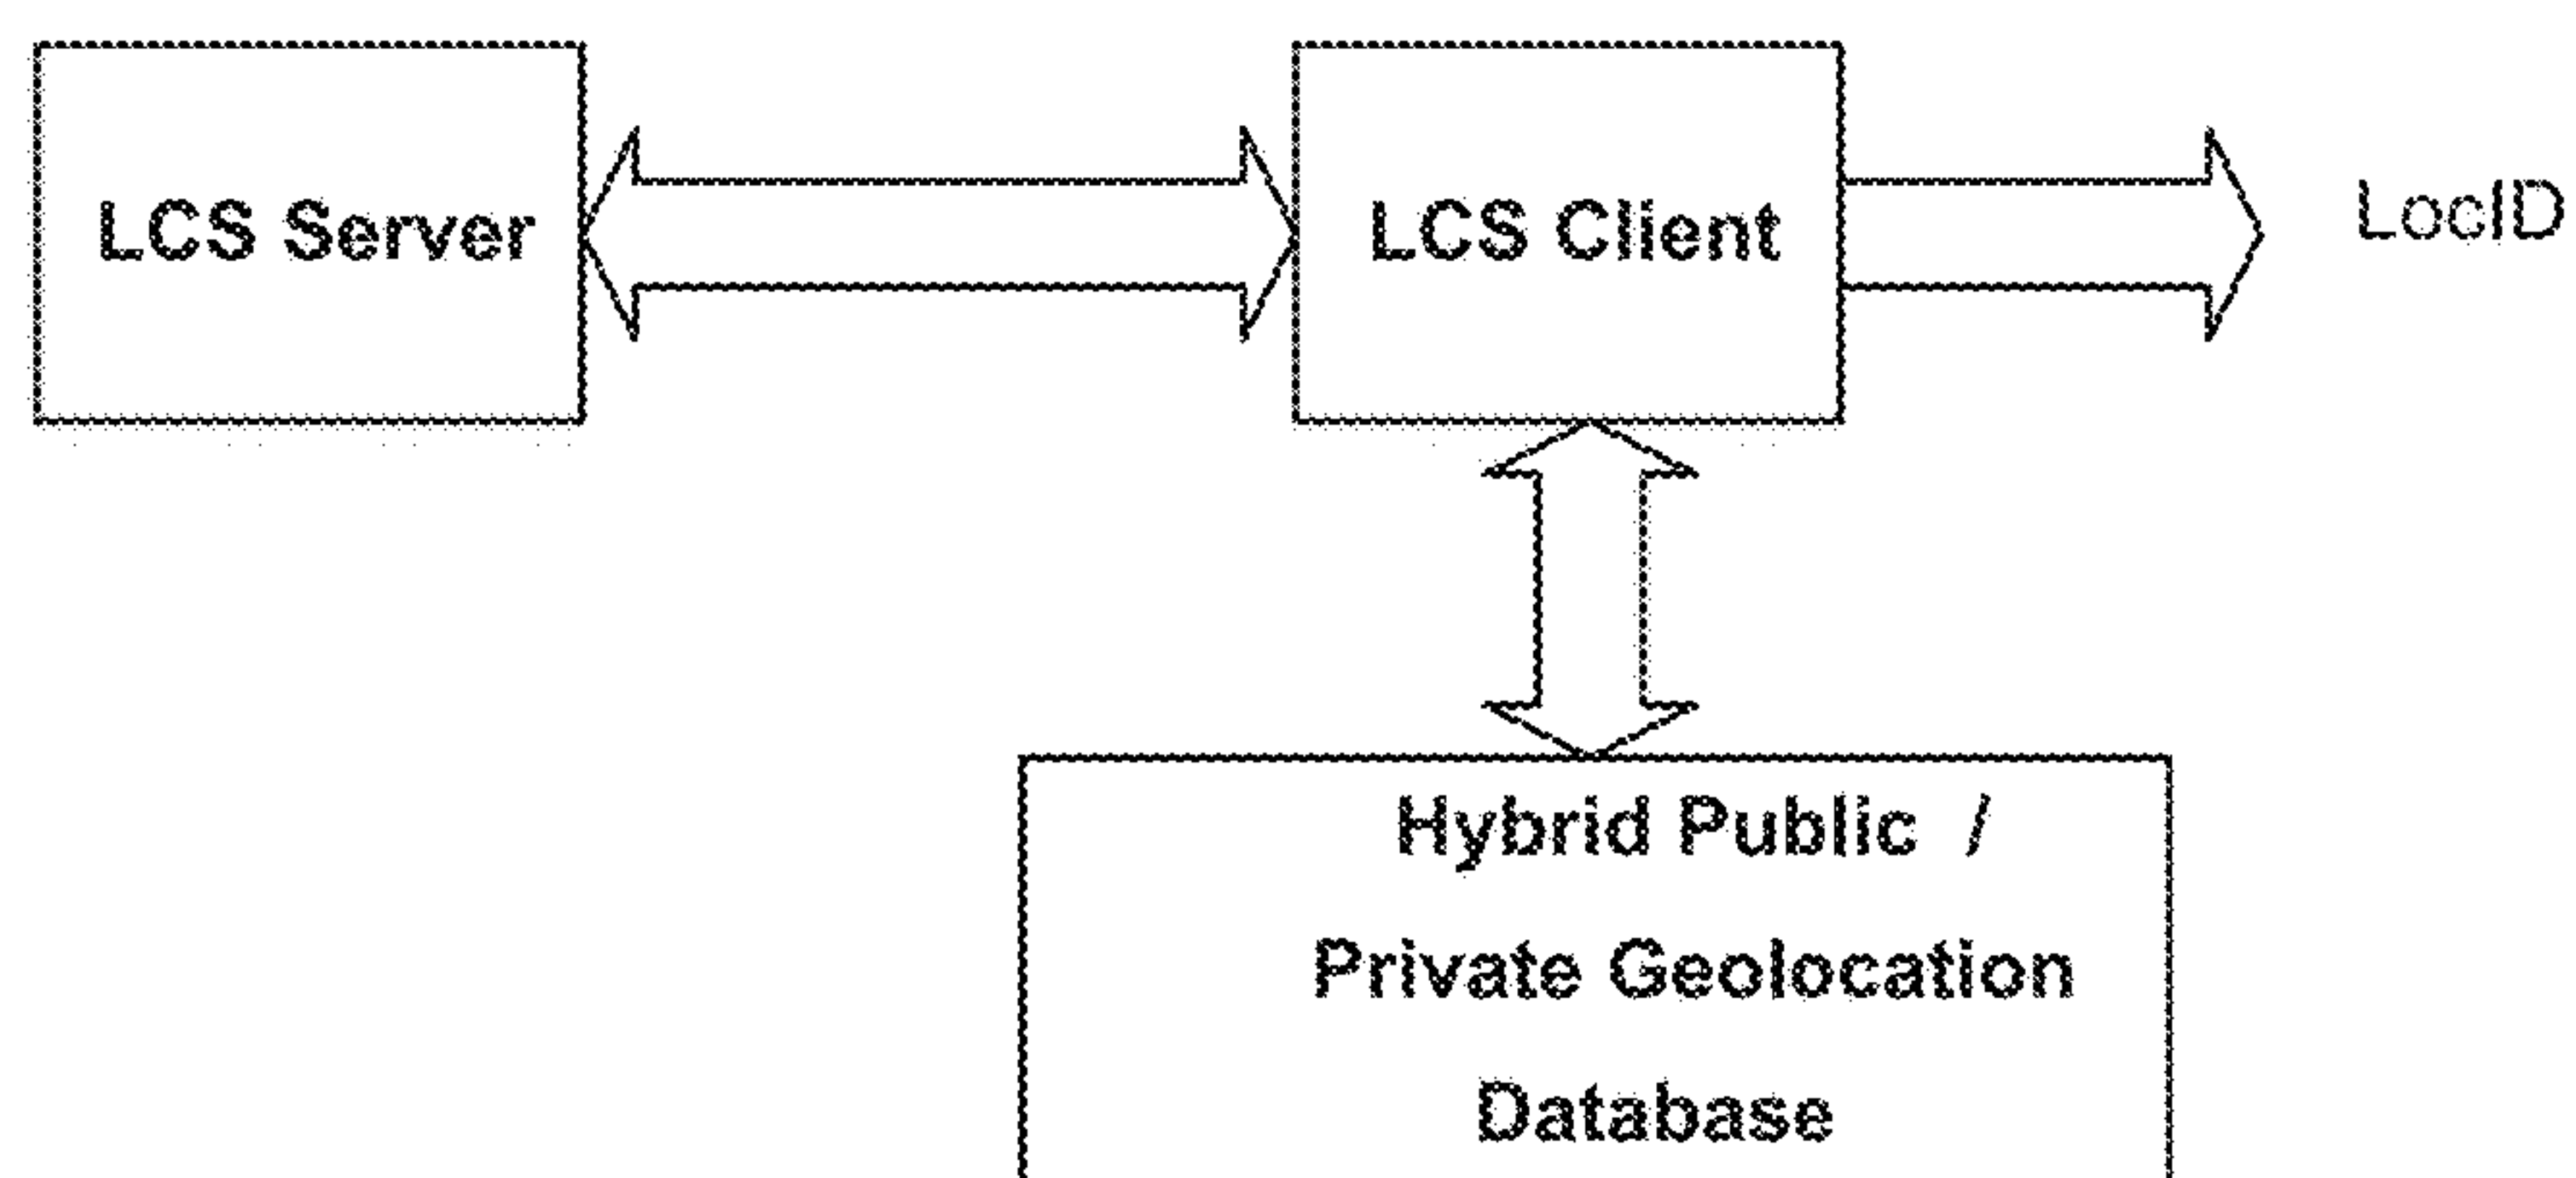 LCS Server
LCS Client
LocID
Hybrid Public /
Private Geolocation
Database